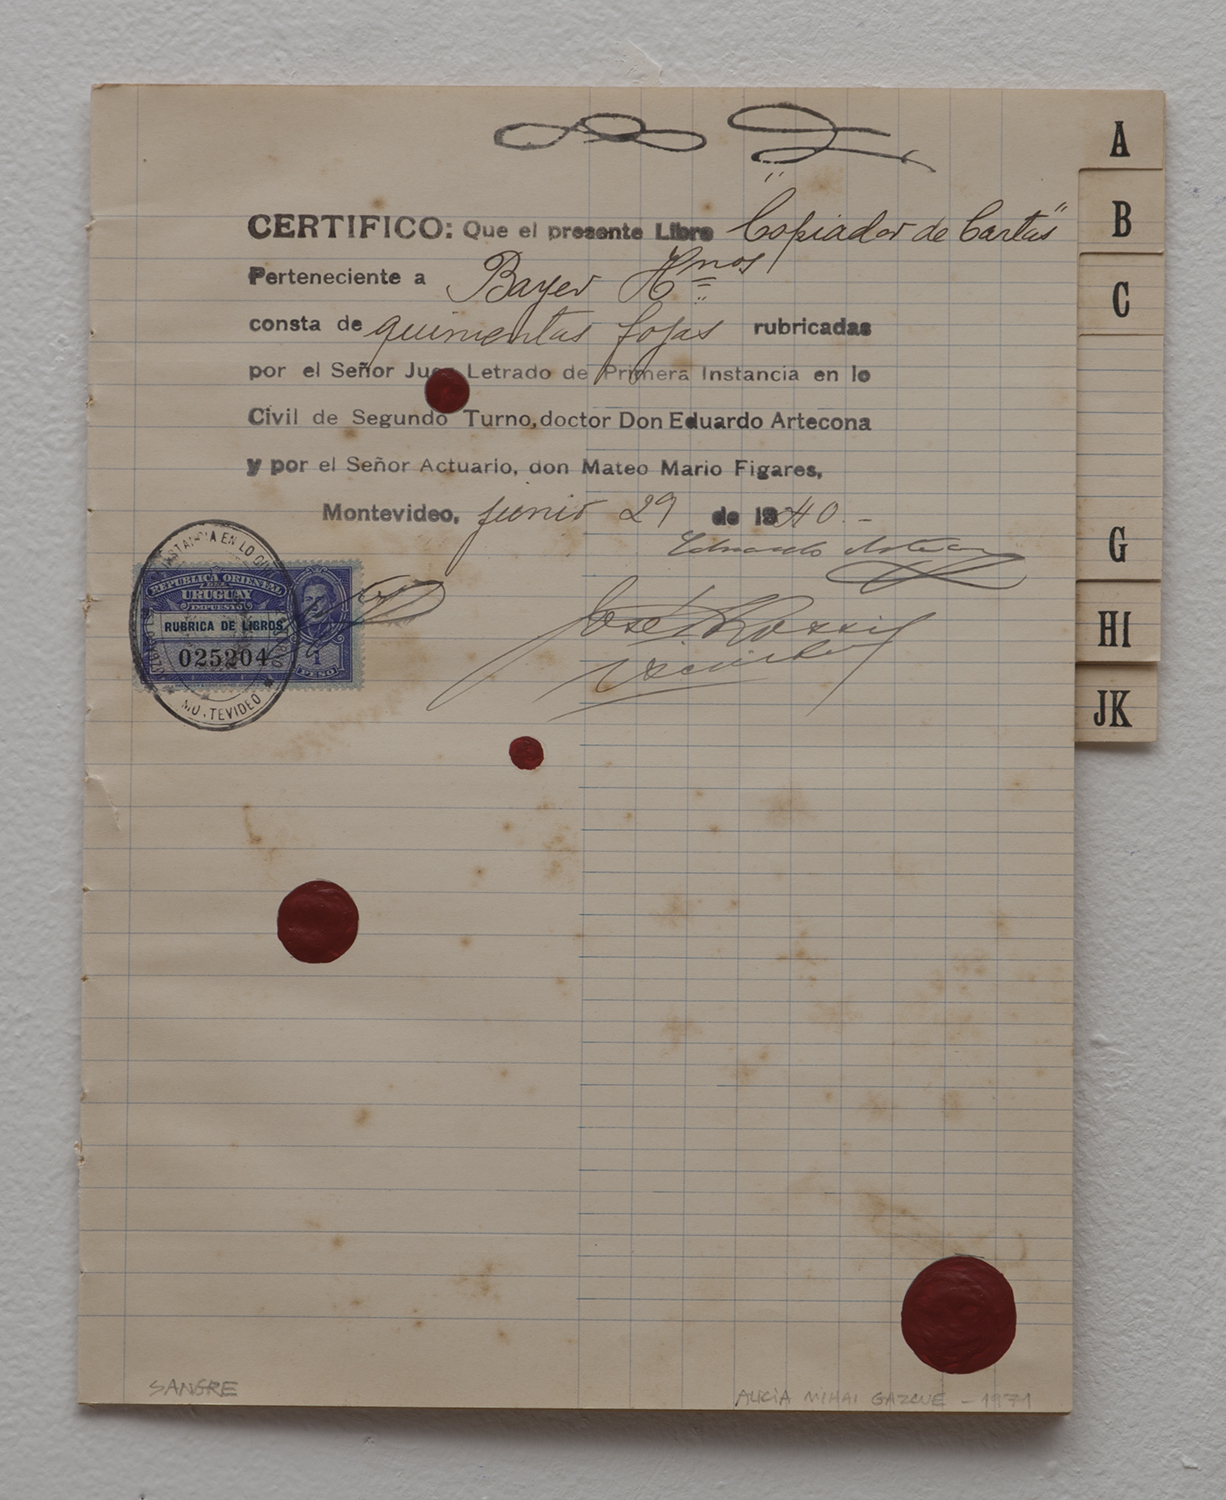 CERTIFICO: Que el presente Libro "Copiador de Cartas"
Perteneciente a Bayer Hnos
consta de quinientas fojas rubricadas
por el Señor Juez Letrado de Primera Instancia en lo
Civil de Segundo Turno, doctor Don Eduardo Artecona
y por el Señor Actuario, don Mateo Mario Figares,
Montevideo, junio 29 de 1940.-
REPUBLICA ORIENTAL
DEL
URUGUAY
IMPUESTO
RUBRICA DE LIBROS
025204
1
PESO
MONTEVIDEO
A
B
C
G
HI
JK
SANGRE
ALICIA MIHAI GAZCUE - 1971